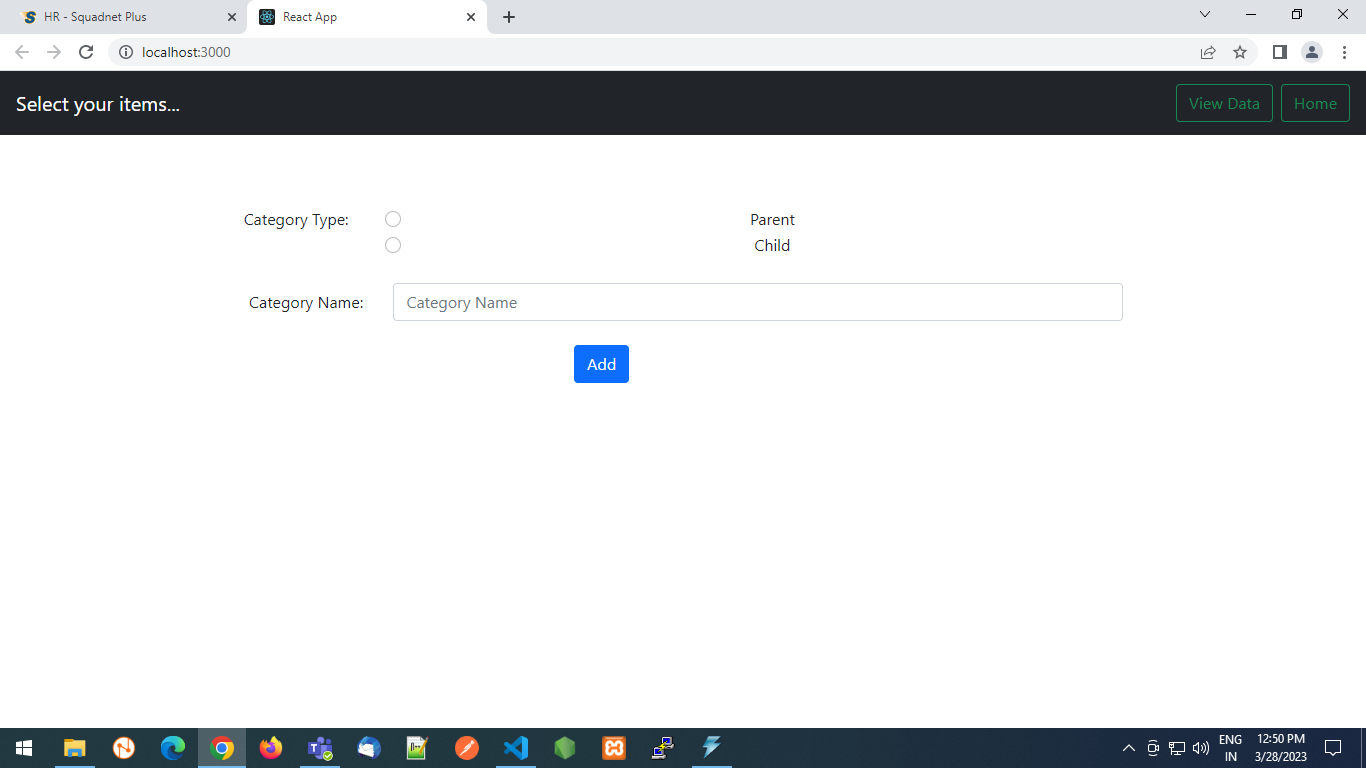 HR - Squadnet Plus
React App
localhost:3000
Select your items...
View Data
Home
Category Type:
Parent
Child
Category Name:
Category Name
Add
ENG
IN
12:50 PM
3/28/2023